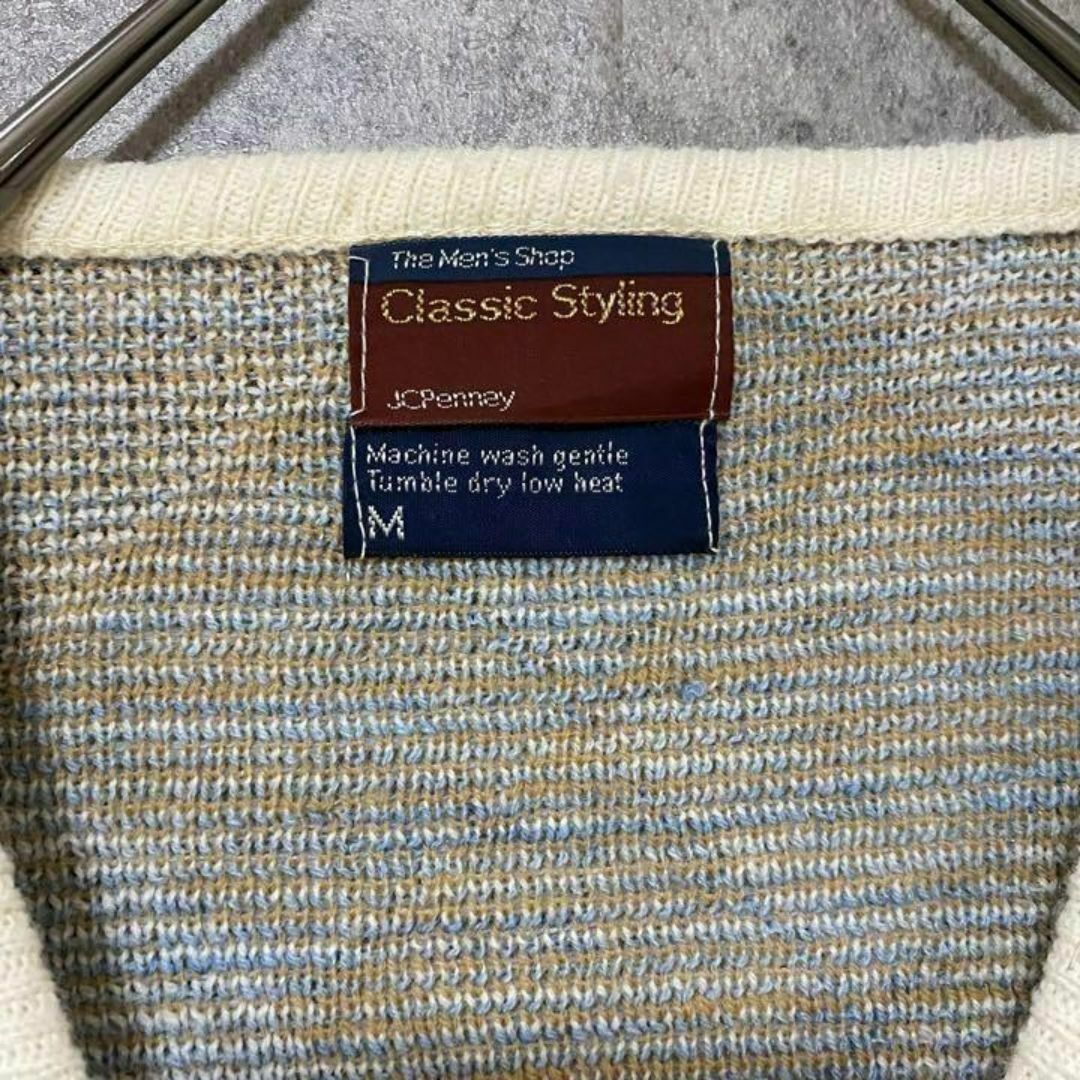 The Men's Shop
Classic Styling
JCPenney
Machine wash gentle
Tumble dry low heat
M